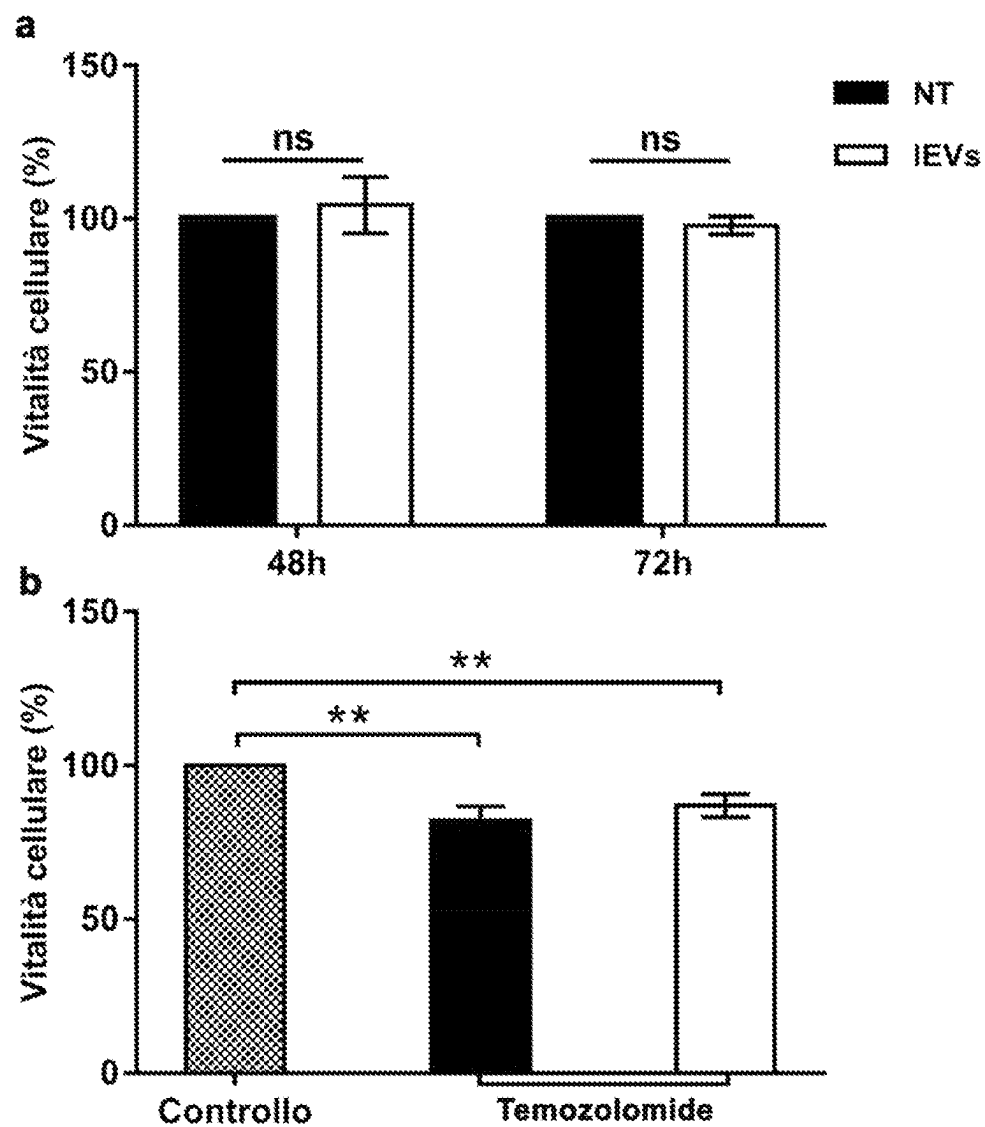 a
Vitalità cellulare (%)
150
100
50
0
ns
ns
48h
72h
NT
lEVs
b
Vitalità cellulare (%)
150
100
50
0
**
**
Controllo
Temozolomide